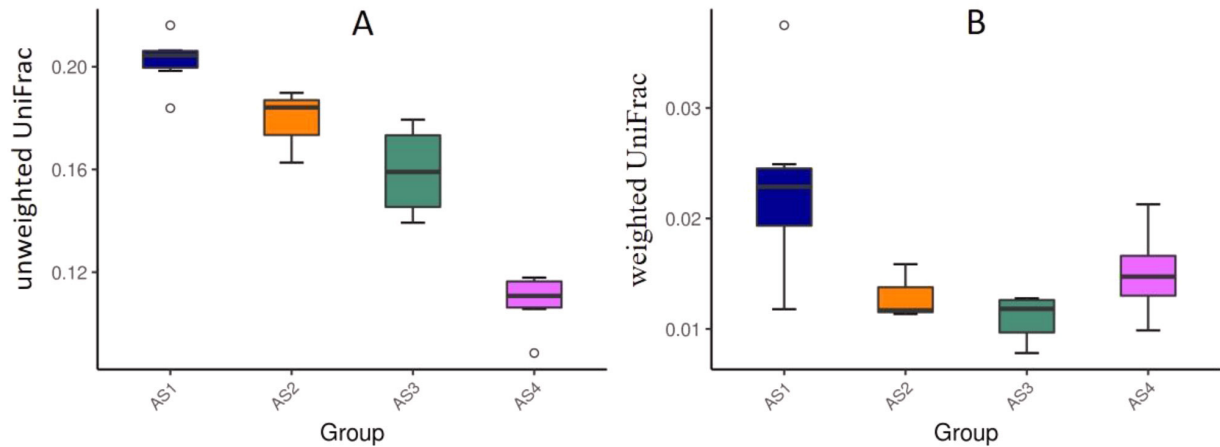 A
unweighted UniFrac
0.20
0.16
0.12
AS1
AS2
AS3
AS4
Group
B
weighted UniFrac
0.03
0.02
0.01
AS1
AS2
AS3
AS4
Group